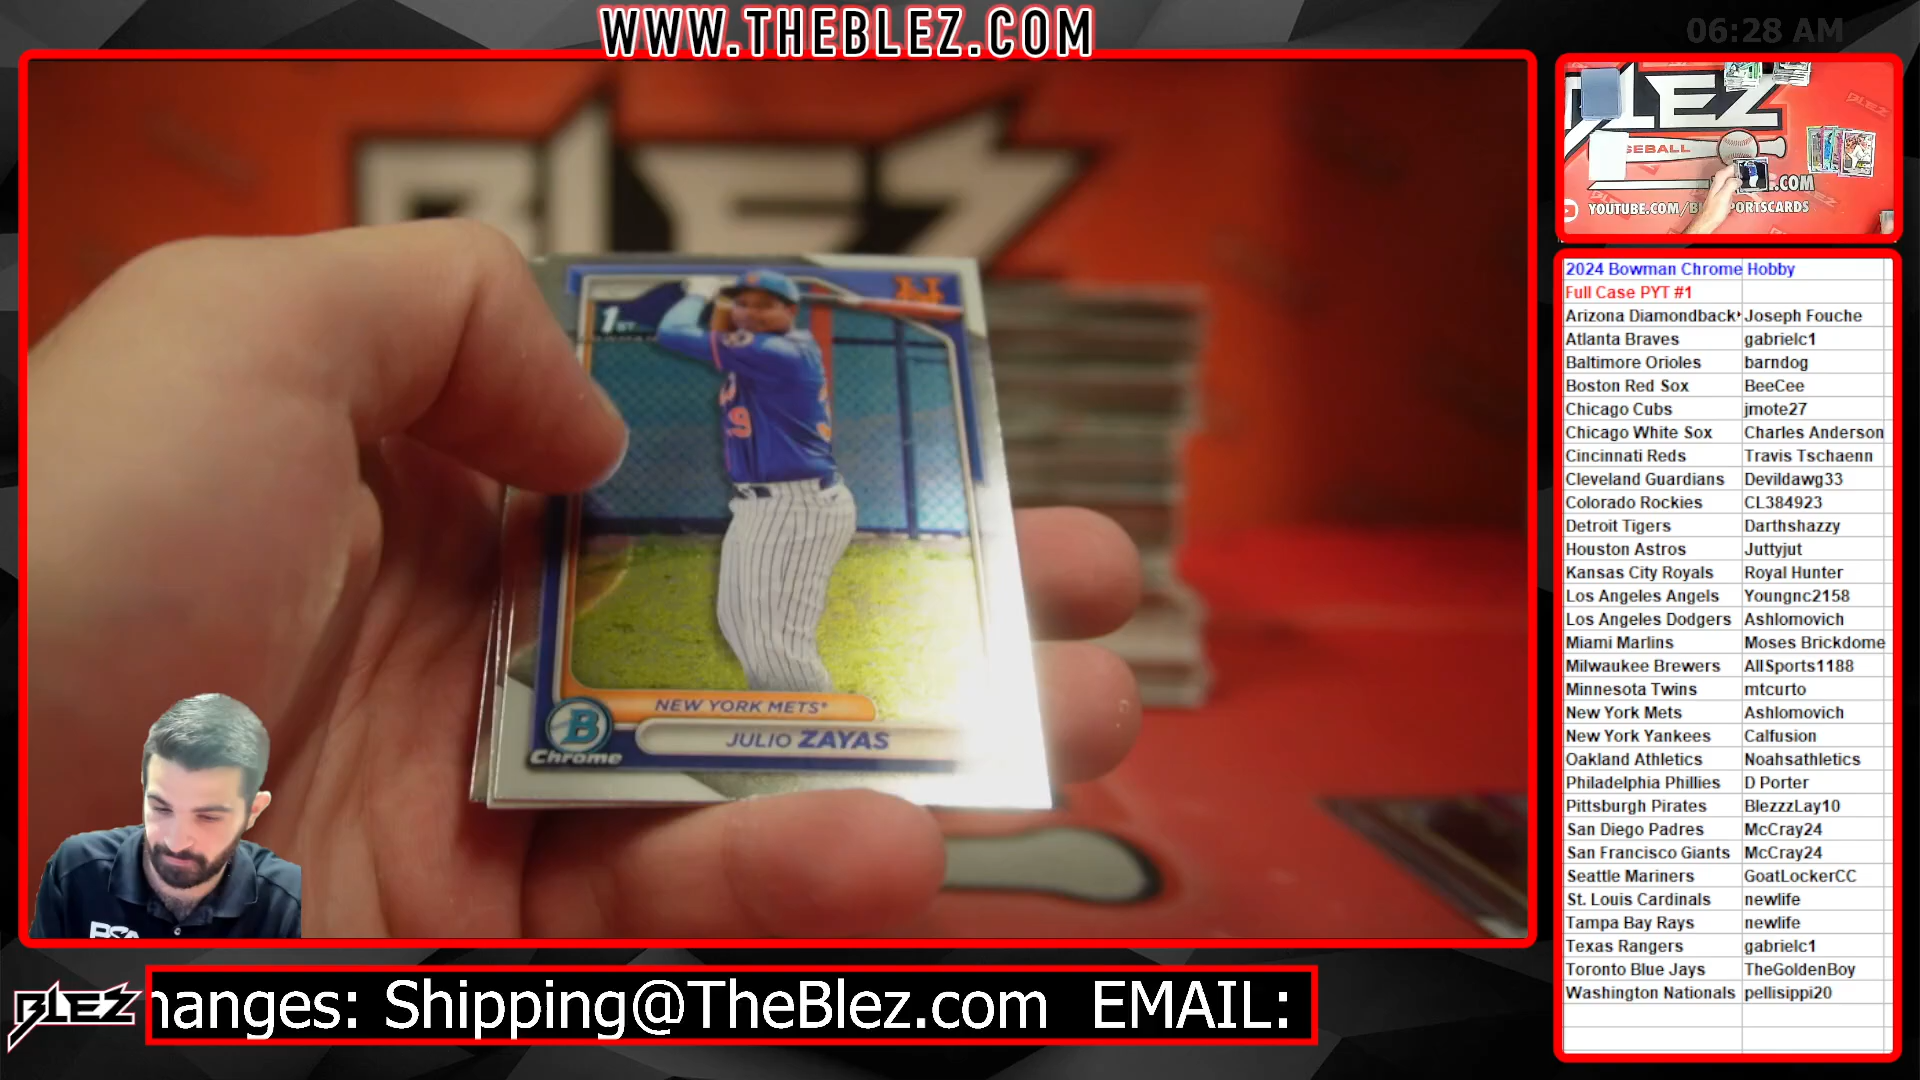 WWW.THEBLEZ.COM
06:28 AM
BLEZ
1ST
39
NEW YORK METS
JULIO ZAYAS
B
Chrome
BLEZ
BLEZ
SEBALL
.COM
YOUTUBE.COM/BL PORTSCARDS
2024 Bowman Chrome Hobby
Full Case PYT #1
Arizona Diamondback Joseph Fouche
Atlanta Braves gabrielc1
Baltimore Orioles barndog
Boston Red Sox BeeCee
Chicago Cubs jmote27
Chicago White Sox Charles Anderson
Cincinnati Reds Travis Tschaenn
Cleveland Guardians Devildawg33
Colorado Rockies CL384923
Detroit Tigers Darthshazzy
Houston Astros Juttyjut
Kansas City Royals Royal Hunter
Los Angeles Angels Youngnc2158
Los Angeles Dodgers Ashlomovich
Miami Marlins Moses Brickdome
Milwaukee Brewers AllSports1188
Minnesota Twins mtcurto
New York Mets Ashlomovich
New York Yankees Calfusion
Oakland Athletics Noahsathletics
Philadelphia Phillies D Porter
Pittsburgh Pirates BlezzzLay10
San Diego Padres McCray24
San Francisco Giants McCray24
Seattle Mariners GoatLockerCC
St. Louis Cardinals newlife
Tampa Bay Rays newlife
Texas Rangers gabrielc1
Toronto Blue Jays TheGoldenBoy
Washington Nationals pellisippi20
BLEZ
hanges: Shipping@TheBlez.com EMAIL: